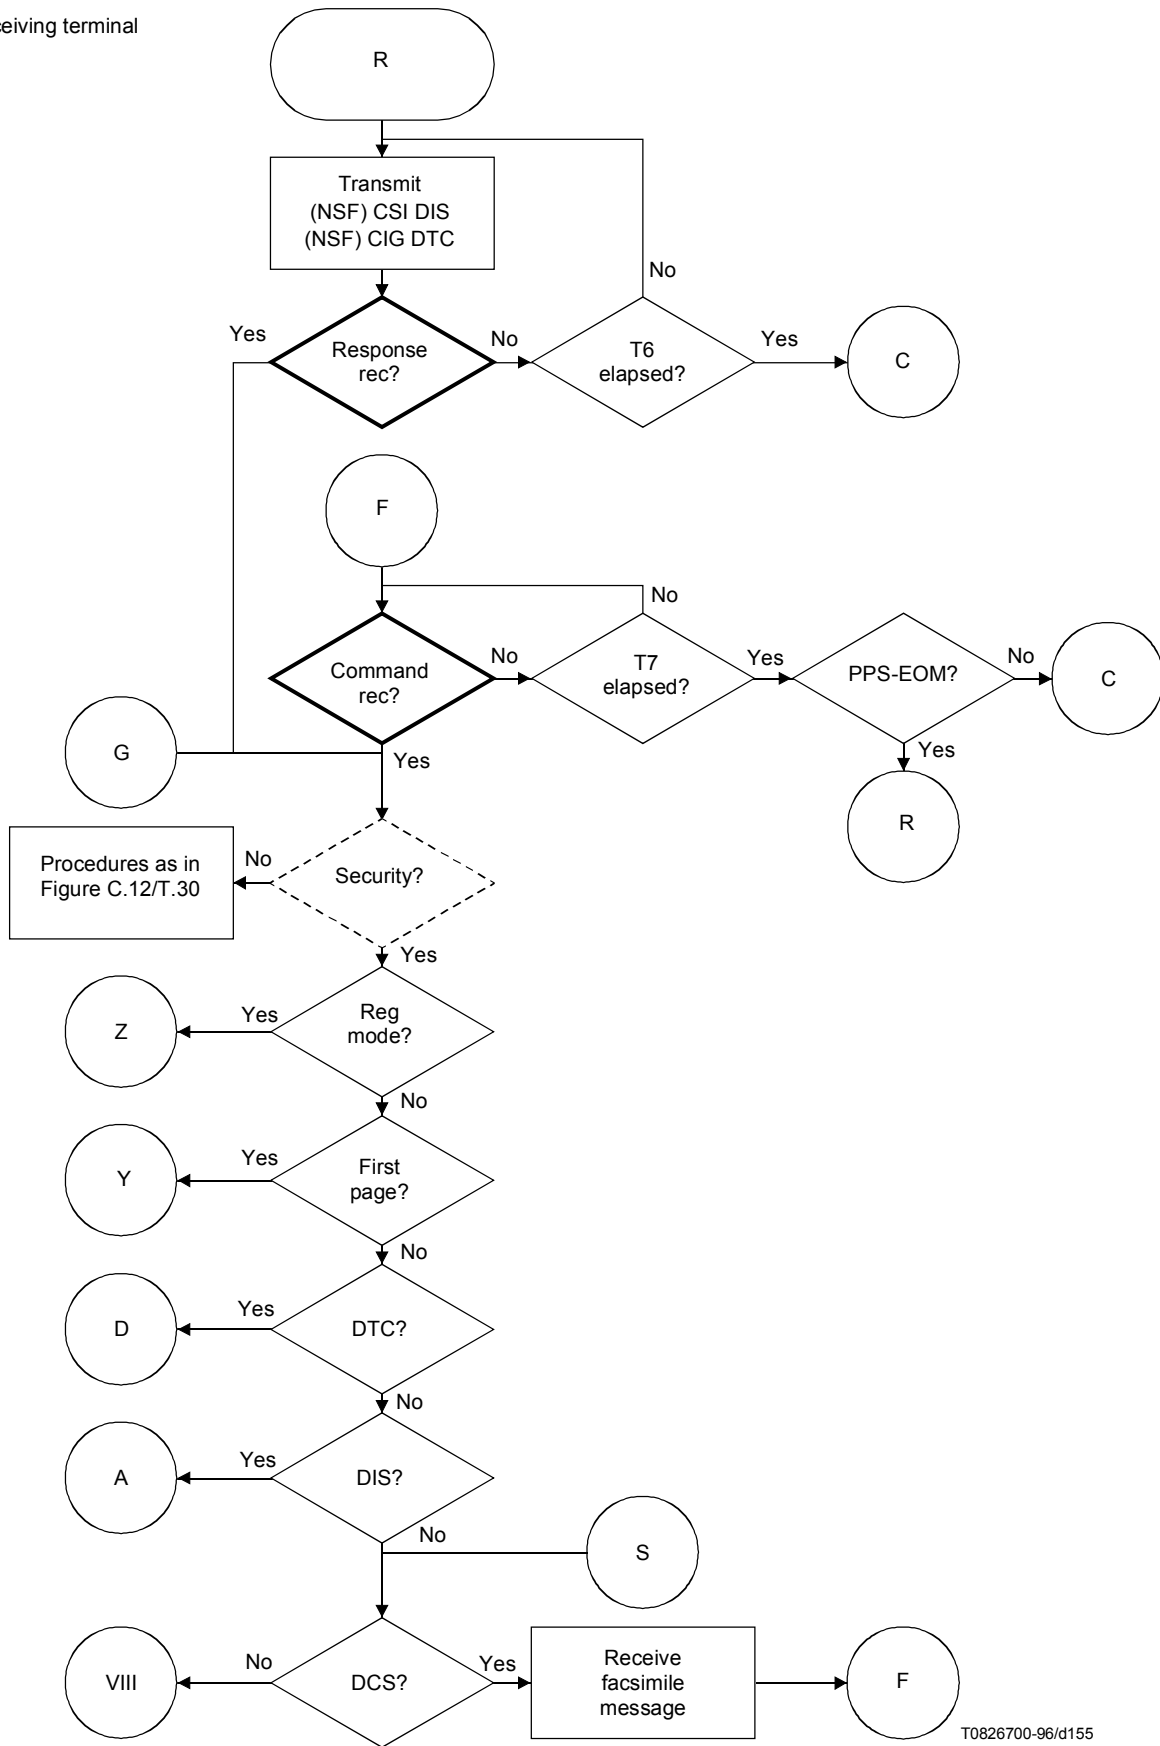 ceiving terminal
R
Transmit
(NSF) CSI DIS
(NSF) CIG DTC
No
Yes
Response
rec?
No
T6
elapsed?
Yes
C
F
No
Command
rec?
No
T7
elapsed?
Yes
PPS-EOM?
No
C
G
Yes
Yes
R
Procedures as in
Figure C.12/T.30
No
Security?
Yes
Z
Yes
Reg
mode?
No
Y
Yes
First
page?
No
D
Yes
DTC?
No
A
Yes
DIS?
No
S
VIII
No
DCS?
Yes
Receive
facsimile
message
F
T0826700-96/d155